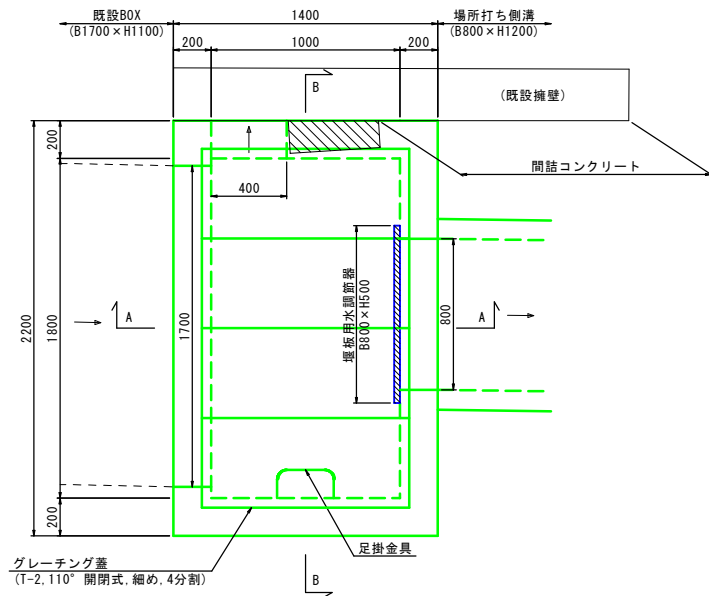 既設BOX
(B1700×H1100)
1400
場所打ち側溝
(B800×H1200)
200
1000
200
B
(既設擁壁)
200
間詰コンクリート
400
2200
1800
A
1700
堰板用水調節器
B800×H500
800
A
200
足掛金具
グレーチング蓋
(T-2,110°開閉式,細め,4分割)
B